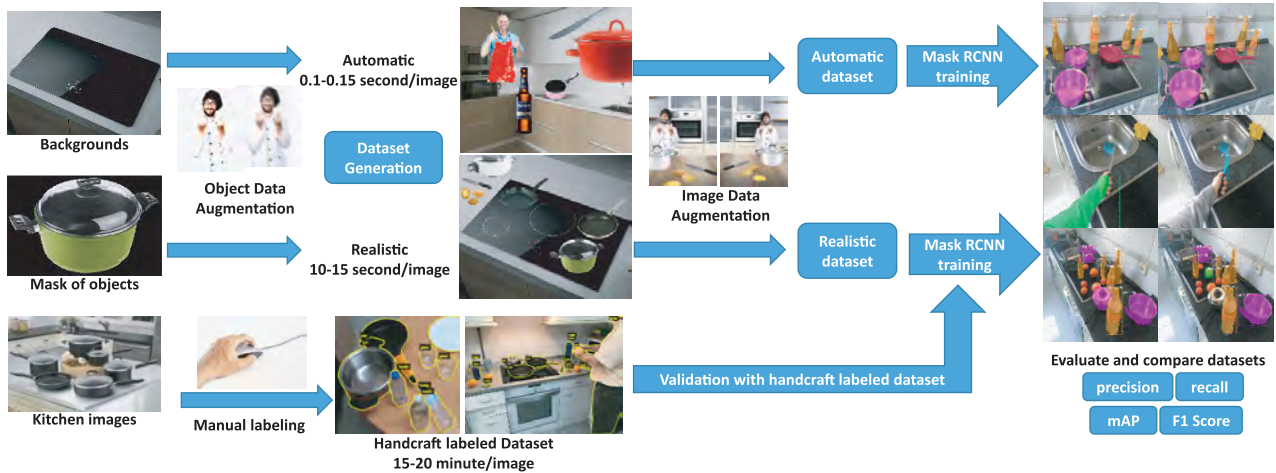 Backgrounds
Mask of objects
Kitchen images
Object Data
Augmentation
Manual labeling
Automatic
0.1-0.15 second/image
Dataset
Generation
Realistic
10-15 second/image
Handcraft labeled Dataset
15-20 minute/image
Image Data
Augmentation
Automatic
dataset
Mask RCNN
training
Realistic
dataset
Mask RCNN
training
Validation with handcraft labeled dataset
Evaluate and compare datasets
precision
recall
mAP
F1 Score